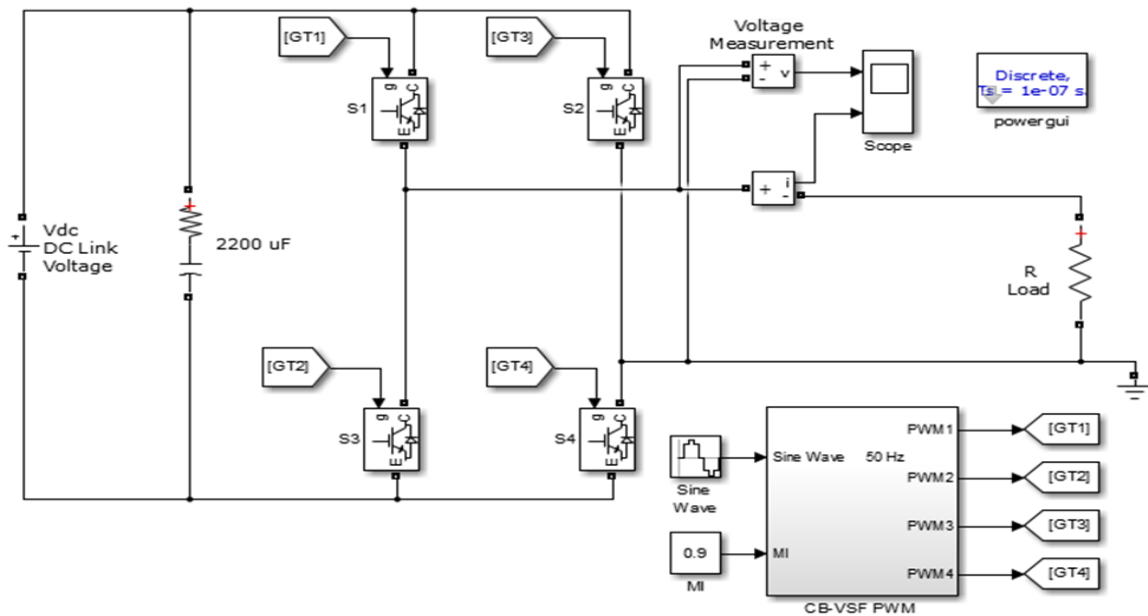 [GT1]
[GT3]
Voltage
Measurement
+
-
v
Scope
Discrete,
Ts = 1e-07 s.
powergui
g
C
E
S1
g
C
E
S2
+
i
-
Vdc
DC Link
Voltage
+
+
2200 uF
+
R
Load
[GT2]
[GT4]
g
C
E
S3
g
C
E
S4
Sine
Wave
0.9
MI
Sine Wave 50 Hz
MI
PWM1
PWM2
PWM3
PWM4
CB-VSF PWM
[GT1]
[GT2]
[GT3]
[GT4]